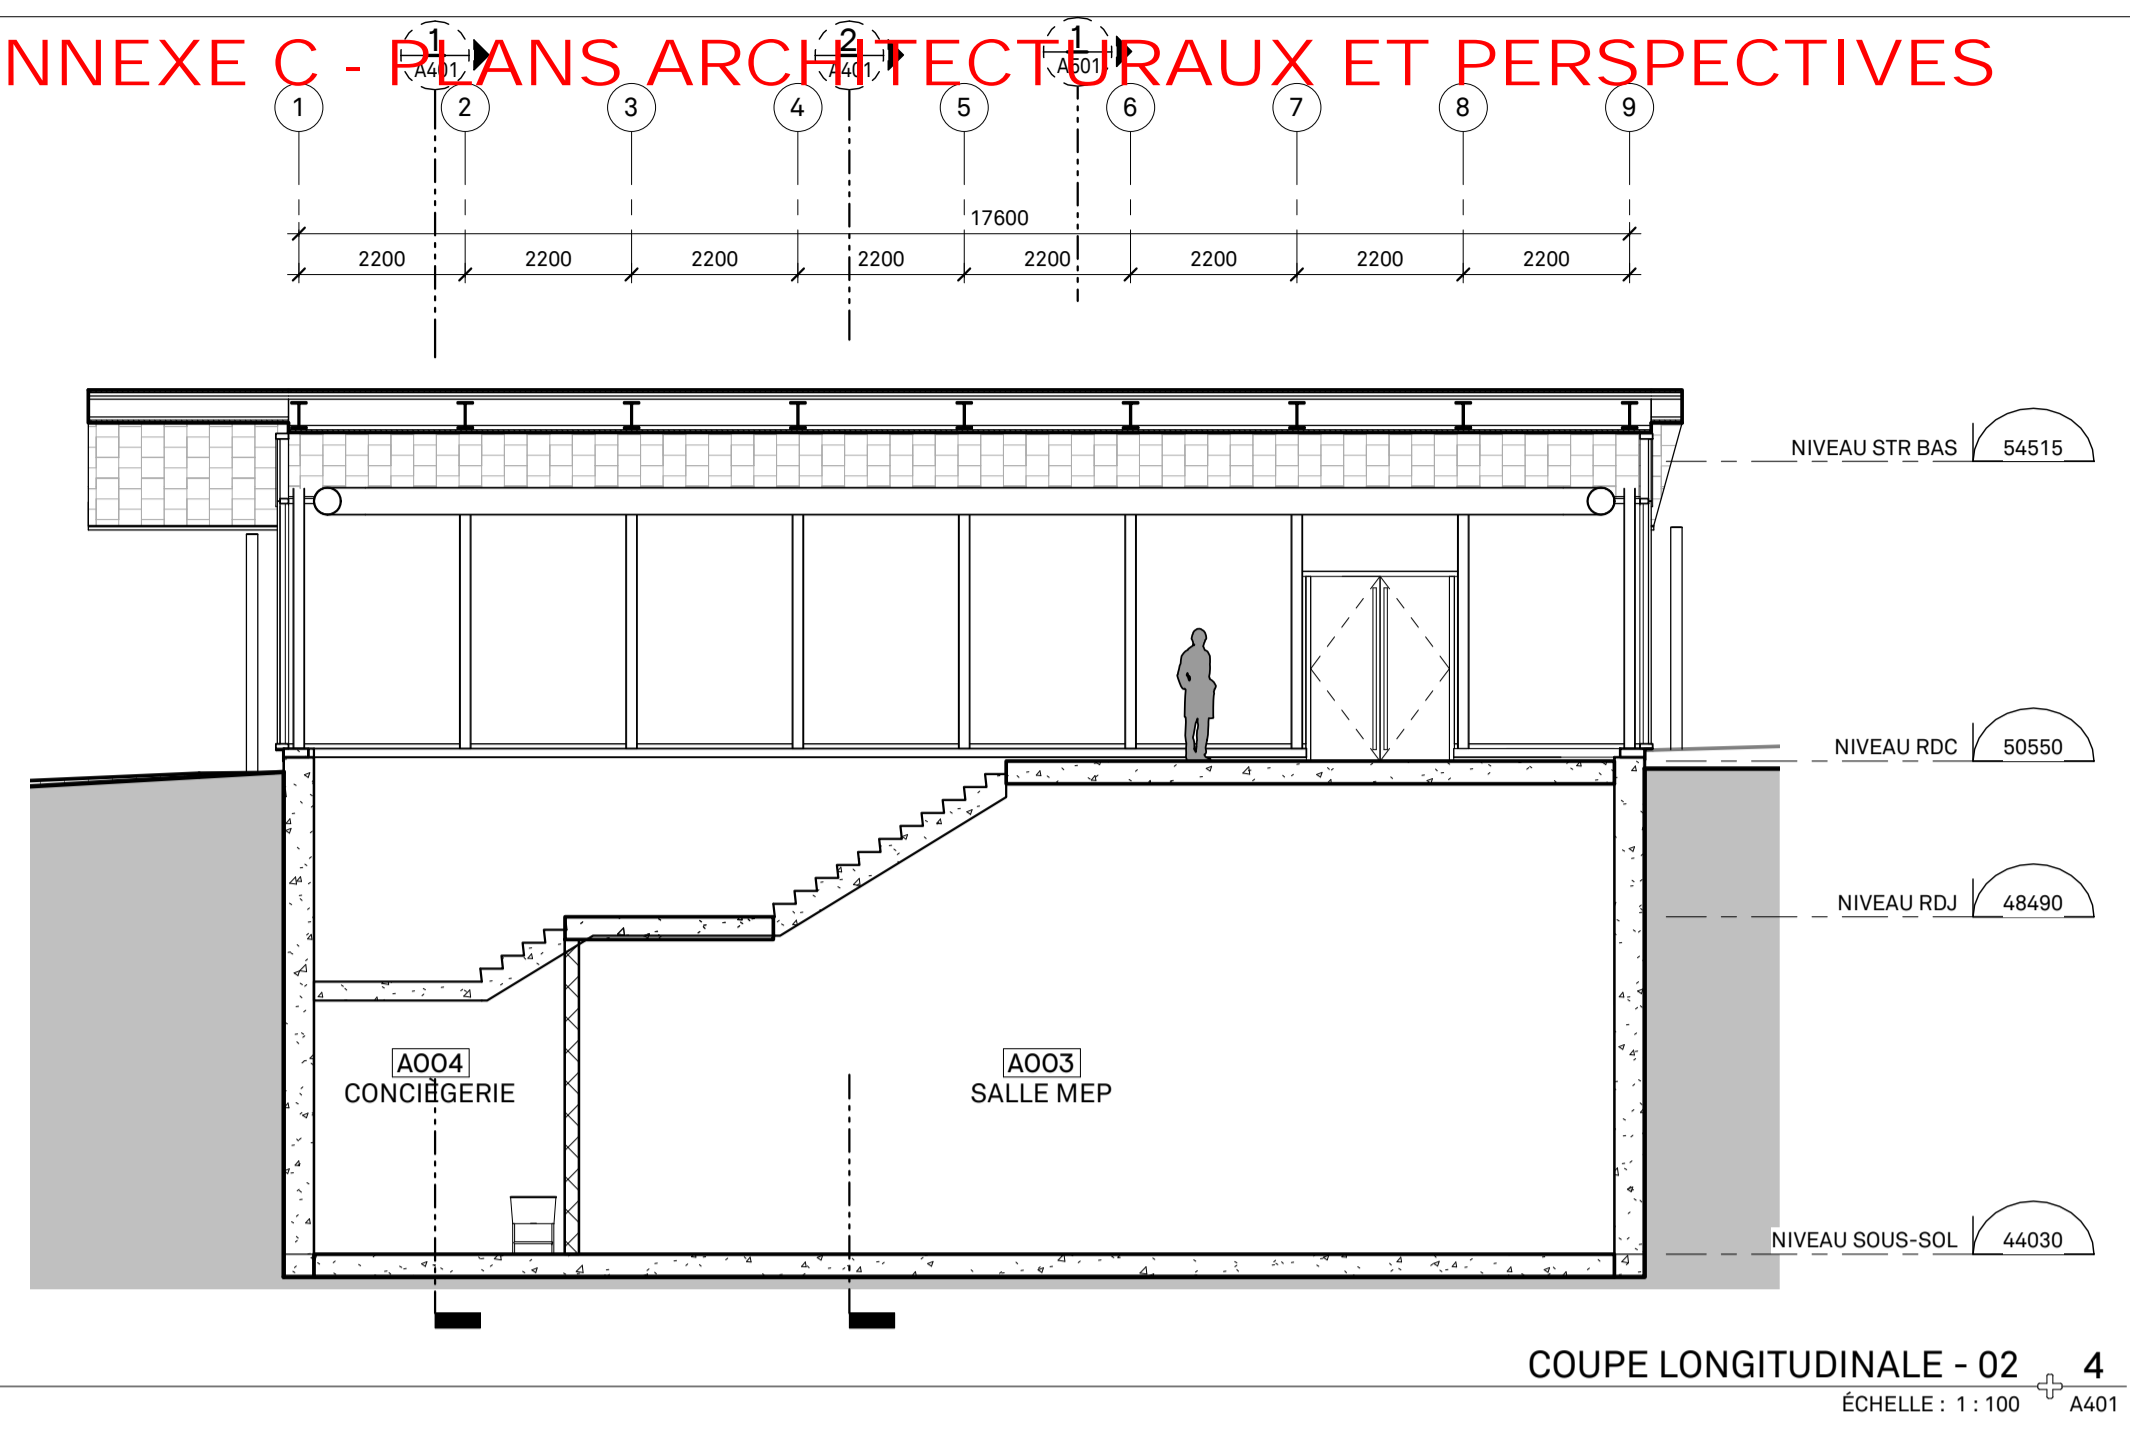 NNEXE C - PLANS ARCHITECTURAUX ET PERSPECTIVES
1 2 1
A401 A401 A501
1 2 3 4 5 6 7 8 9
17600
2200 2200 2200 2200 2200 2200 2200 2200
NIVEAU STR BAS 54515
NIVEAU RDC 50550
NIVEAU RDJ 48490
A004 A003
CONCIEGERIE SALLE MEP
NIVEAU SOUS-SOL 44030
COUPE LONGITUDINALE - 02 4
ÉCHELLE : 1 : 100 A401